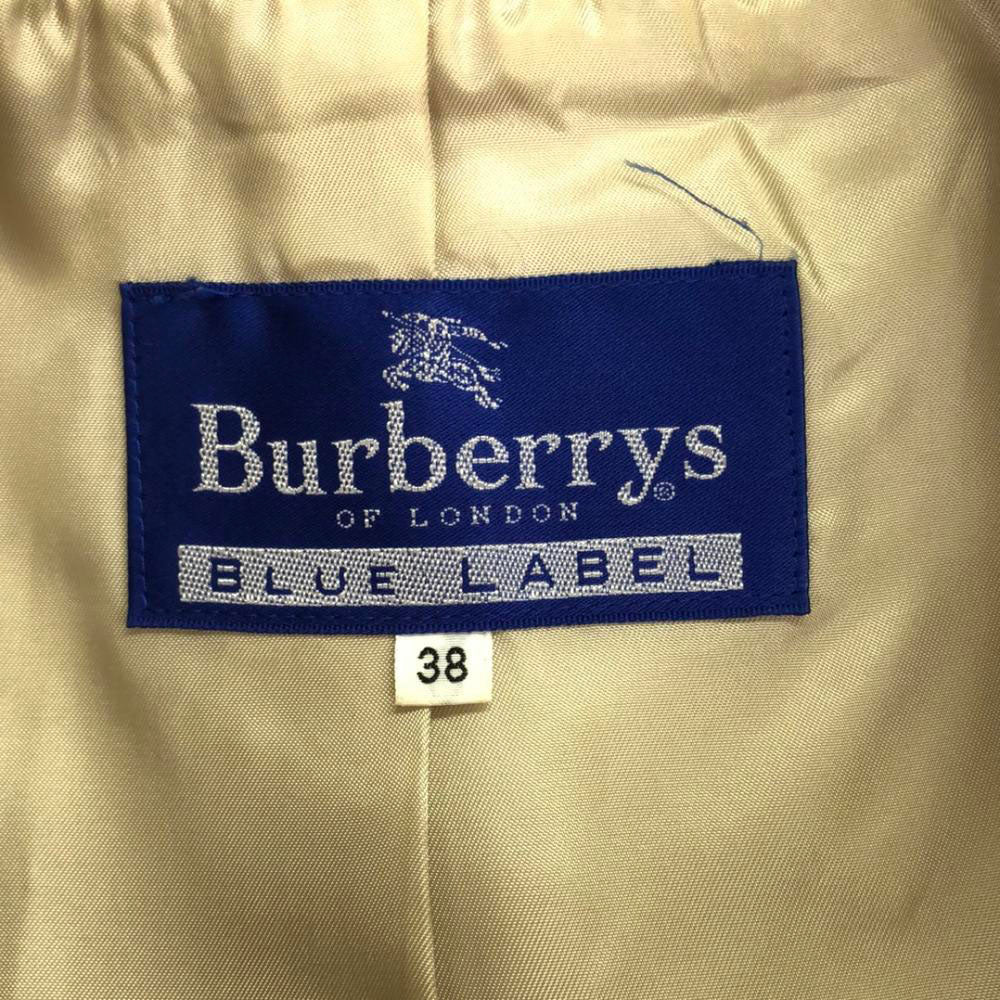 Burberrys®
OF LONDON
BLUE LABEL
38